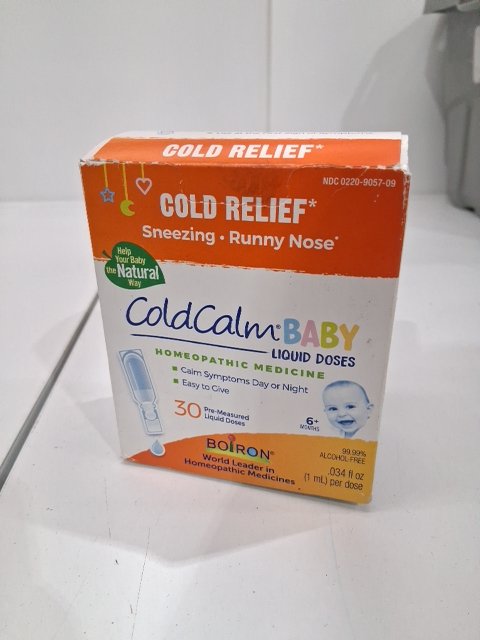 COLD RELIEF*
NDC 0220-9057-09
COLD RELIEF*
Sneezing • Runny Nose*
Help
Your Baby
the Natural
Way
ColdCalm® BABY
LIQUID DOSES
HOMEOPATHIC MEDICINE
Calm Symptoms Day or Night
Easy to Give
30 Pre-Measured
Liquid Doses
6+
MONTHS
BOIRON®
World Leader in
Homeopathic Medicines
99.99%
ALCOHOL-FREE
.034 fl oz
(1 mL) per dose